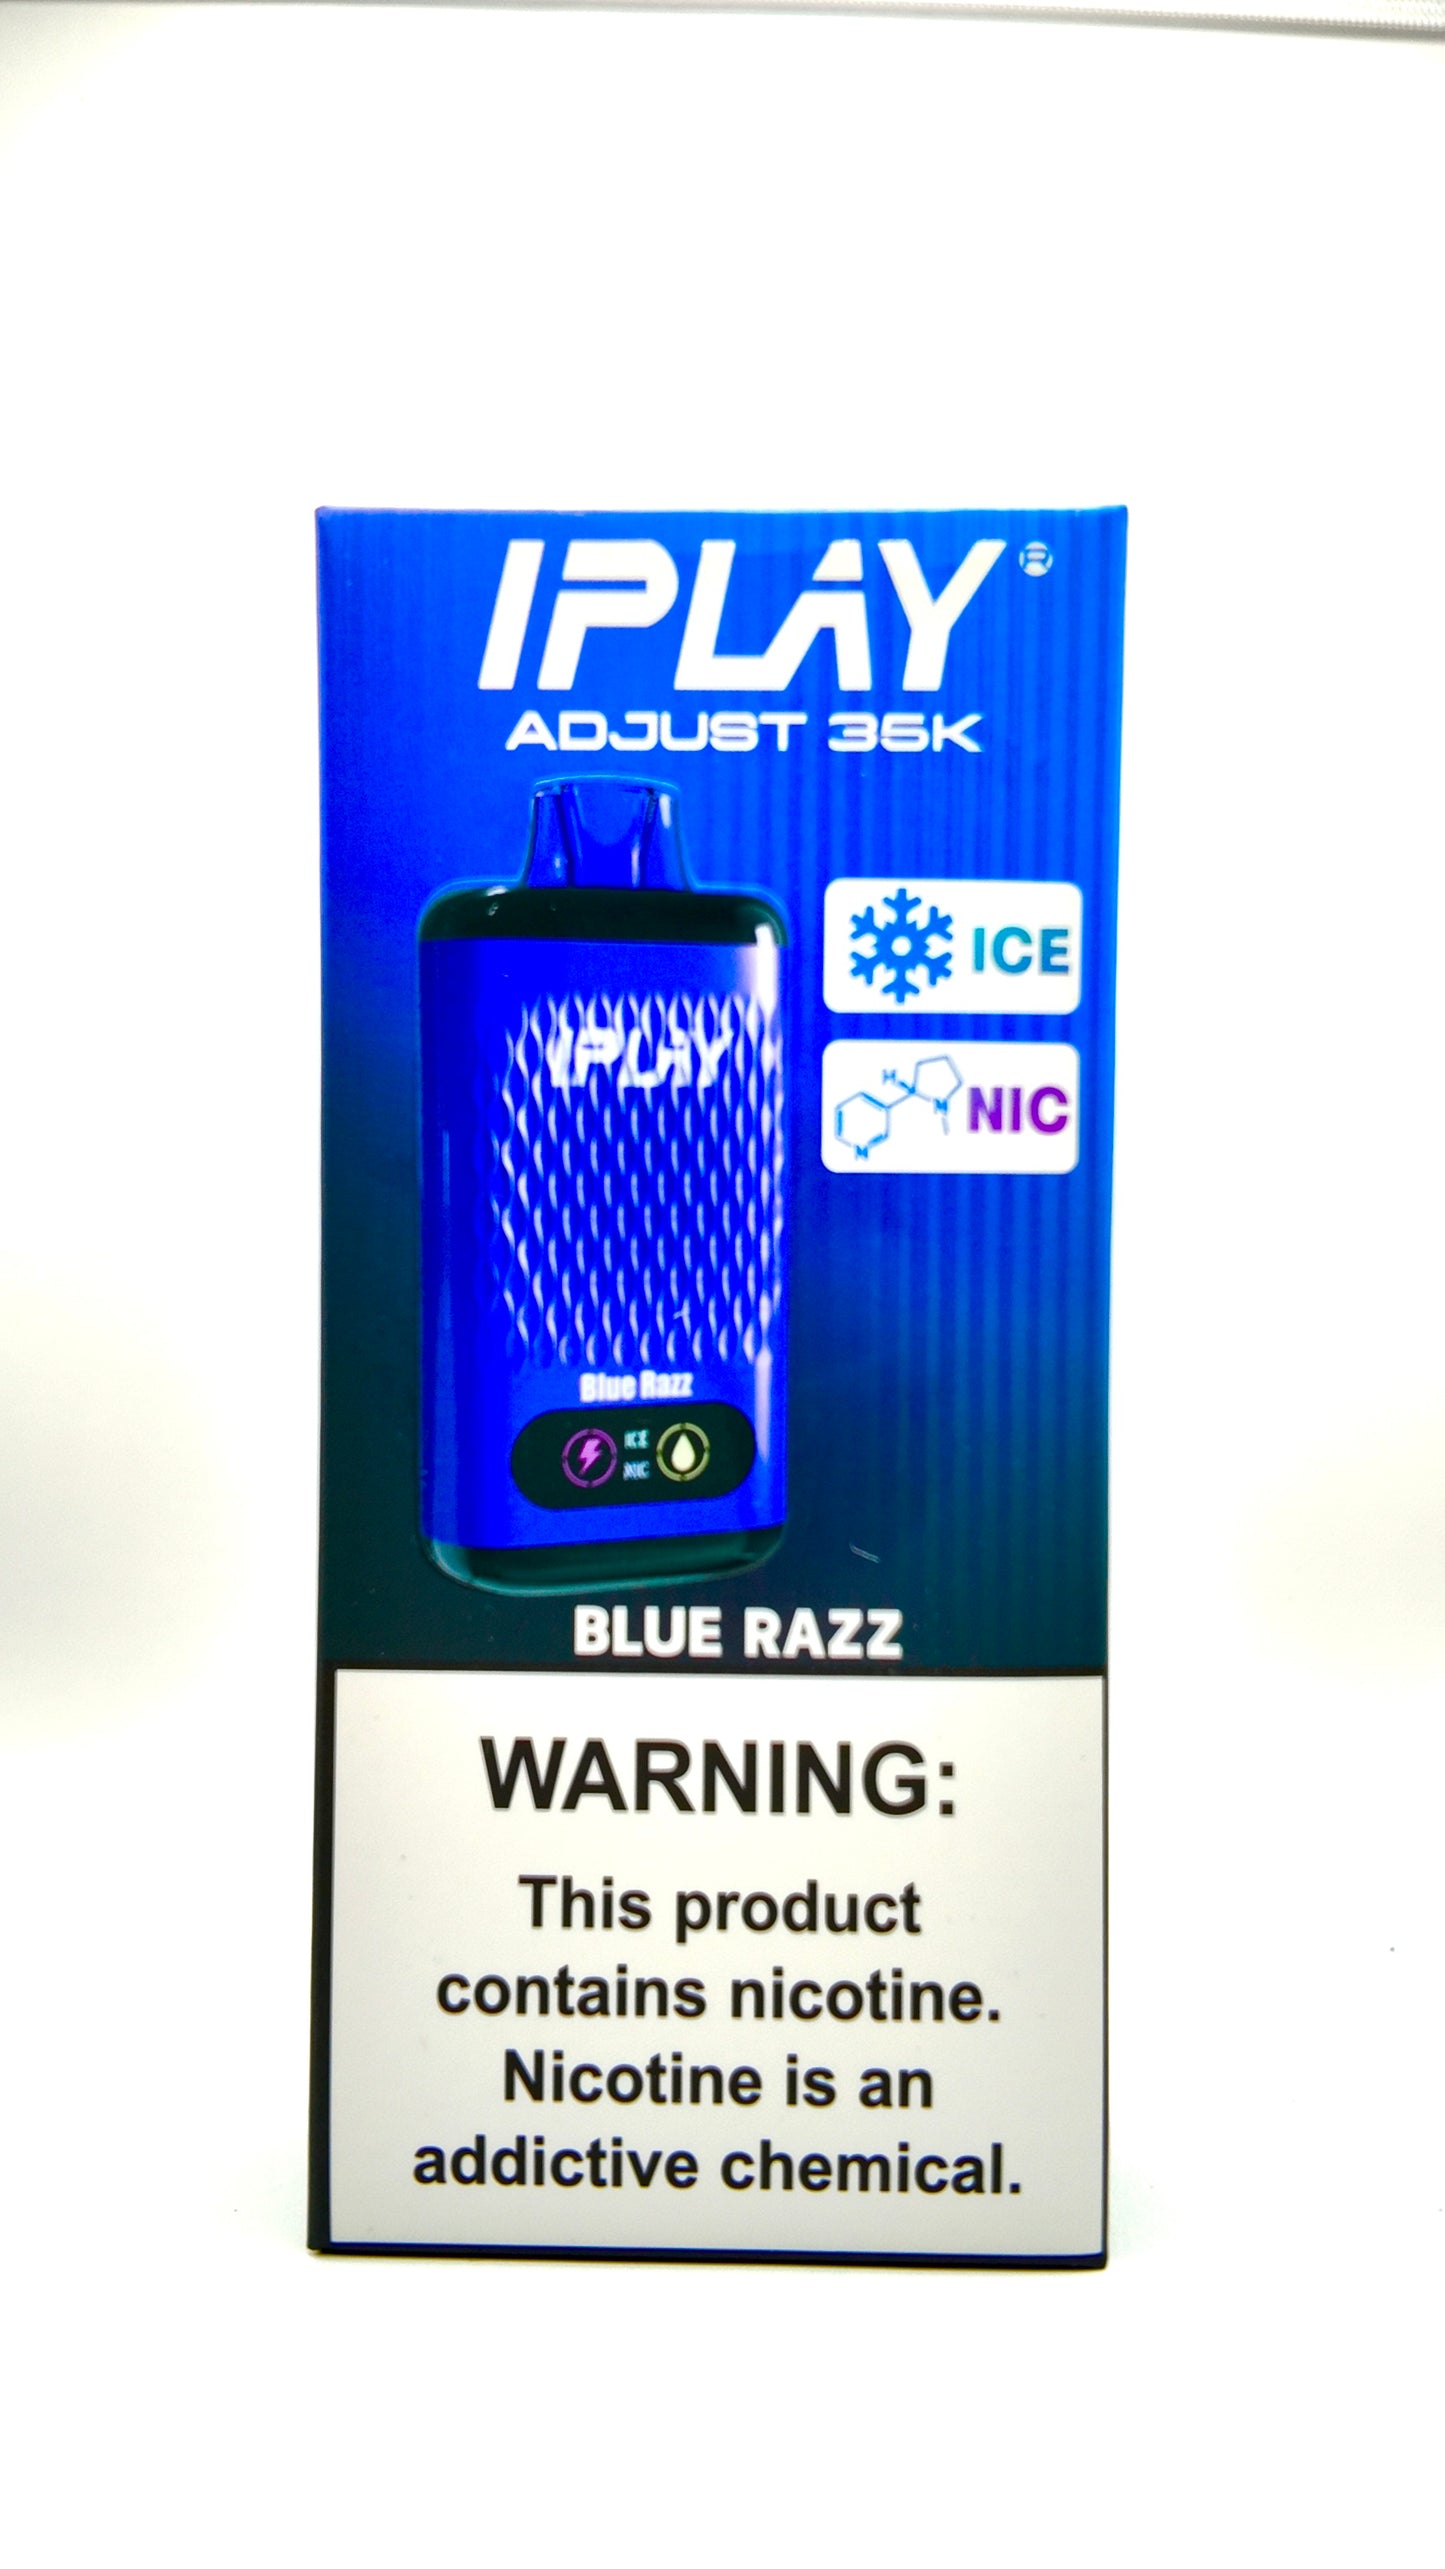 IPLAY®
ADJUST 35K
ICE
H
N
N
NIC
IPLAY
Blue Razz
ICE
NIC
BLUE RAZZ
WARNING:
This product
contains nicotine.
Nicotine is an
addictive chemical.